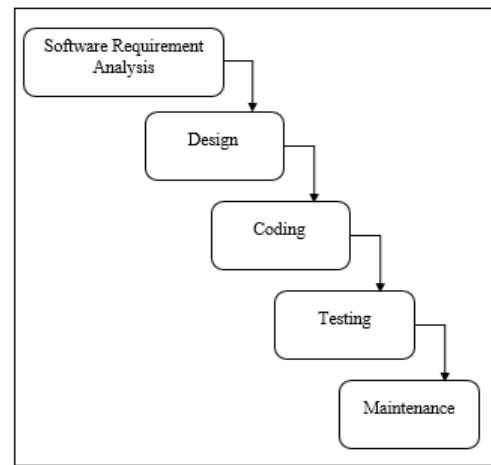 Software Requirement
Analysis
Design
Coding
Testing
Maintenance